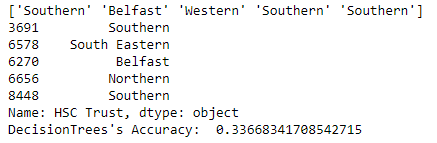 ['Southern' 'Belfast' 'Western' 'Southern' 'Southern']
3691 Southern
6578 South Eastern
6270 Belfast
6656 Northern
8448 Southern
Name: HSC Trust, dtype: object
DecisionTrees's Accuracy: 0.33668341708542715